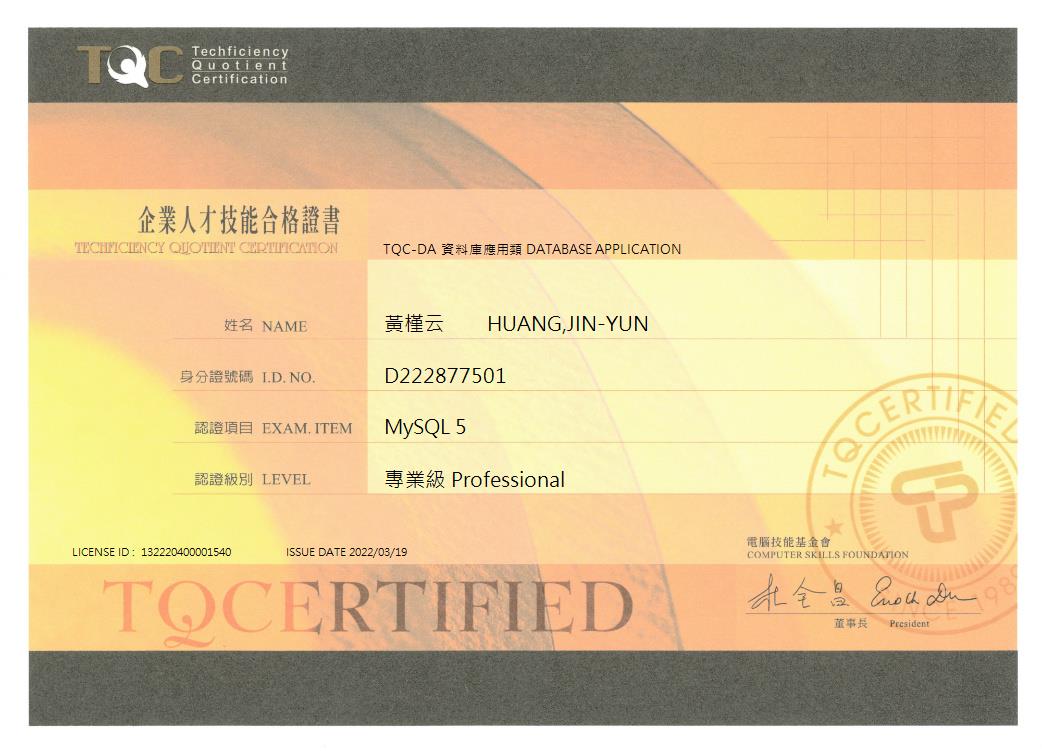 TQC Techficiency
Quotient
Certification
企業人才技能合格證書
TECHFICIENCY QUOTIENT CERTIFICATION
TQC-DA 資料庫應用類 DATABASE APPLICATION
姓名 NAME 黃槿云 HUANG,JIN-YUN
身分證號碼 I.D. NO. D222877501
認證項目 EXAM. ITEM MySQL 5
認證級別 LEVEL 專業級 Professional
TQCERTIFIED
SINCE 1989
LICENSE ID : 132220400001540 ISSUE DATE 2022/03/19
電腦技能基金會
COMPUTER SKILLS FOUNDATION
TQCERTIFIED
杜全昌 Enoch Du
董事長 President